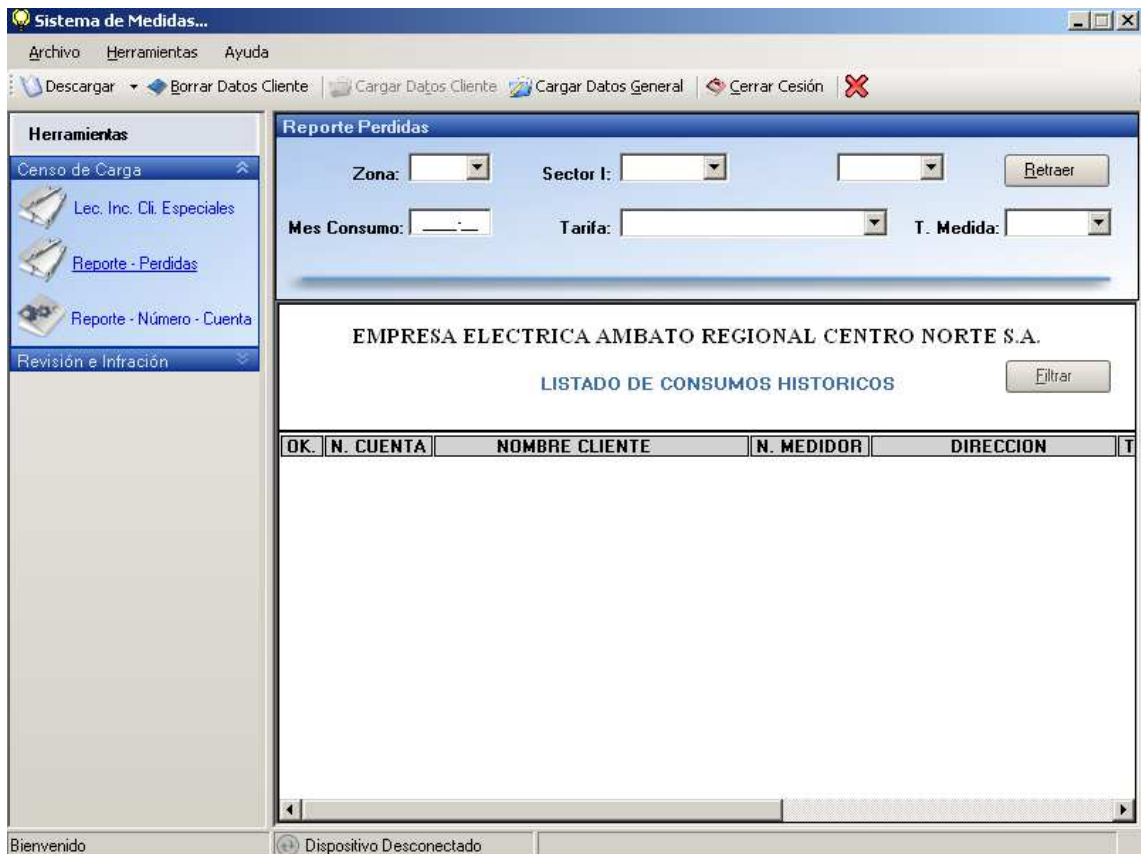 Sistema de Medidas...
Archivo Herramientas Ayuda
Descargar Borrar Datos Cliente Cargar Datos Cliente Cargar Datos General Cerrar Cesión
Herramientas
Censo de Carga
Lec. Inc. Cli. Especiales
Reporte - Perdidas
Reporte - Número - Cuenta
Revisión e Infración
Reporte Perdidas
Zona: Sector I: Retraer
Mes Consumo: ____:__ Tarifa: T. Medida:
EMPRESA ELECTRICA AMBATO REGIONAL CENTRO NORTE S.A.
LISTADO DE CONSUMOS HISTORICOS
Filtrar
OK. N. CUENTA NOMBRE CLIENTE N. MEDIDOR DIRECCION T
Bienvenido Dispositivo Desconectado